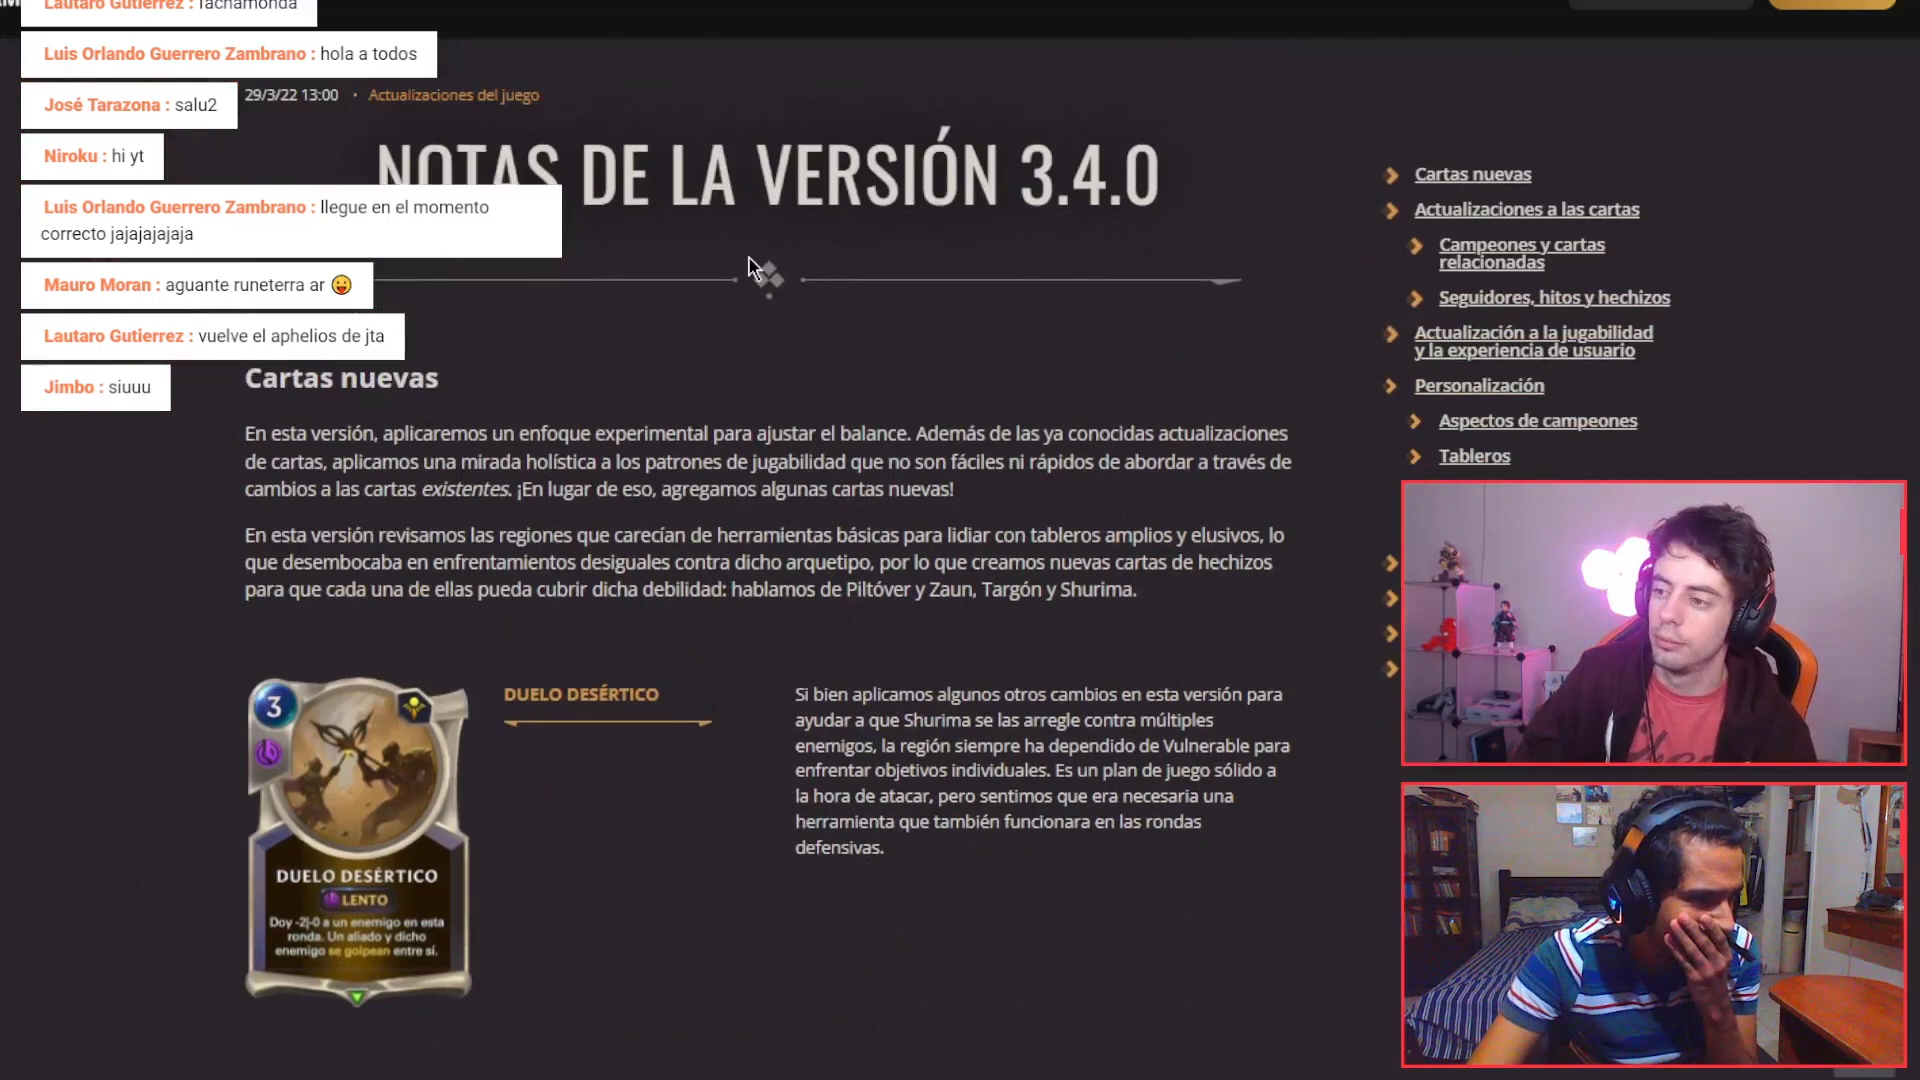 Lautaro Gutierrez : fachamonda
Luis Orlando Guerrero Zambrano : hola a todos
José Tarazona : salu2
Niroku : hi yt
Luis Orlando Guerrero Zambrano : llegue en el momento
correcto jajajajajaja
Mauro Moran : aguante runeterra ar 😛
Lautaro Gutierrez : vuelve el aphelios de jta
Jimbo : siuuu
29/3/22 13:00 • Actualizaciones del juego
NOTAS DE LA VERSIÓN 3.4.0
Cartas nuevas
En esta versión, aplicaremos un enfoque experimental para ajustar el balance. Además de las ya conocidas actualizaciones
de cartas, aplicamos una mirada holística a los patrones de jugabilidad que no son fáciles ni rápidos de abordar a través de
cambios a las cartas existentes. ¡En lugar de eso, agregamos algunas cartas nuevas!
En esta versión revisamos las regiones que carecían de herramientas básicas para lidiar con tableros amplios y elusivos, lo
que desembocaba en enfrentamientos desiguales contra dicho arquetipo, por lo que creamos nuevas cartas de hechizos
para que cada una de ellas pueda cubrir dicha debilidad: hablamos de Piltóver y Zaun, Targón y Shurima.
3
DUELO DESÉRTICO
LENTO
Doy -2|-0 a un enemigo en esta
ronda. Un aliado y dicho
enemigo se golpean entre sí.
DUELO DESÉRTICO
Si bien aplicamos algunos otros cambios en esta versión para
ayudar a que Shurima se las arregle contra múltiples
enemigos, la región siempre ha dependido de Vulnerable para
enfrentar objetivos individuales. Es un plan de juego sólido a
la hora de atacar, pero sentimos que era necesaria una
herramienta que también funcionara en las rondas
defensivas.
Cartas nuevas
Actualizaciones a las cartas
Campeones y cartas
relacionadas
Seguidores, hitos y hechizos
Actualización a la jugabilidad
y la experiencia de usuario
Personalización
Aspectos de campeones
Tableros